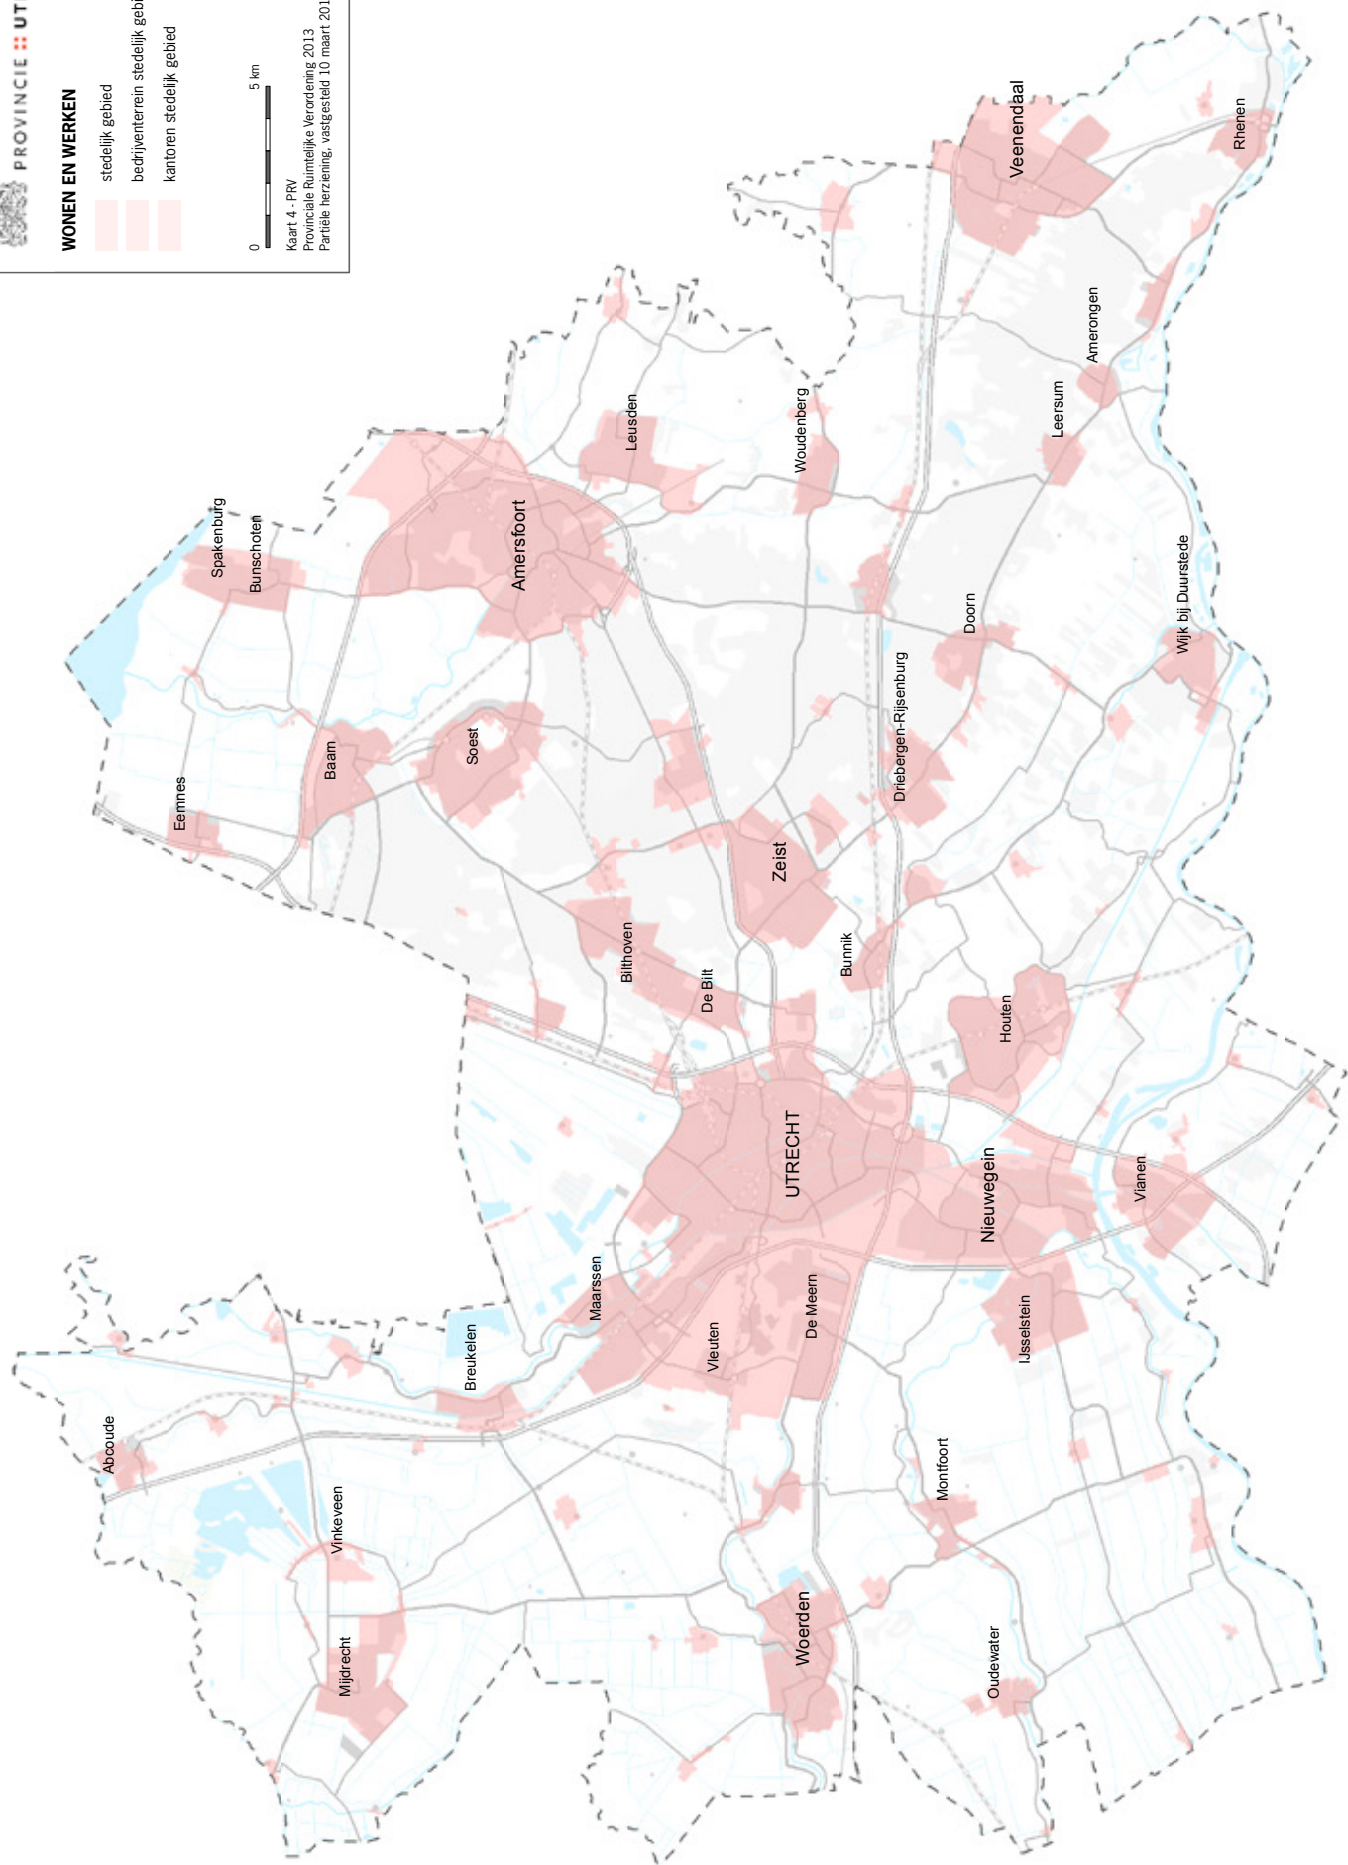 PROVINCIE :: UT
WONEN EN WERKEN
stedelijk gebied
bedrijventerrein stedelijk gebi
kantoren stedelijk gebied
0 5 km
Kaart 4 - PRV
Provinciale Ruimtelijke Verordening 2013
Partiële herziening, vastgesteld 10 maart 201
Abcoude
Vinkeveen
Mijdrecht
Breukelen
Maarssen
Vleuten
De Meern
Woerden
Montfoort
Oudewater
IJsselstein
UTRECHT
Nieuwegein
Vianen
Houten
Bunnik
De Bilt
Bilthoven
Zeist
Driebergen-Rijsenburg
Doorn
Wijk bij Duurstede
Eemnes
Baarn
Soest
Spakenburg
Bunschoten
Amersfoort
Leusden
Woudenberg
Leersum
Amerongen
Veenendaal
Rhenen